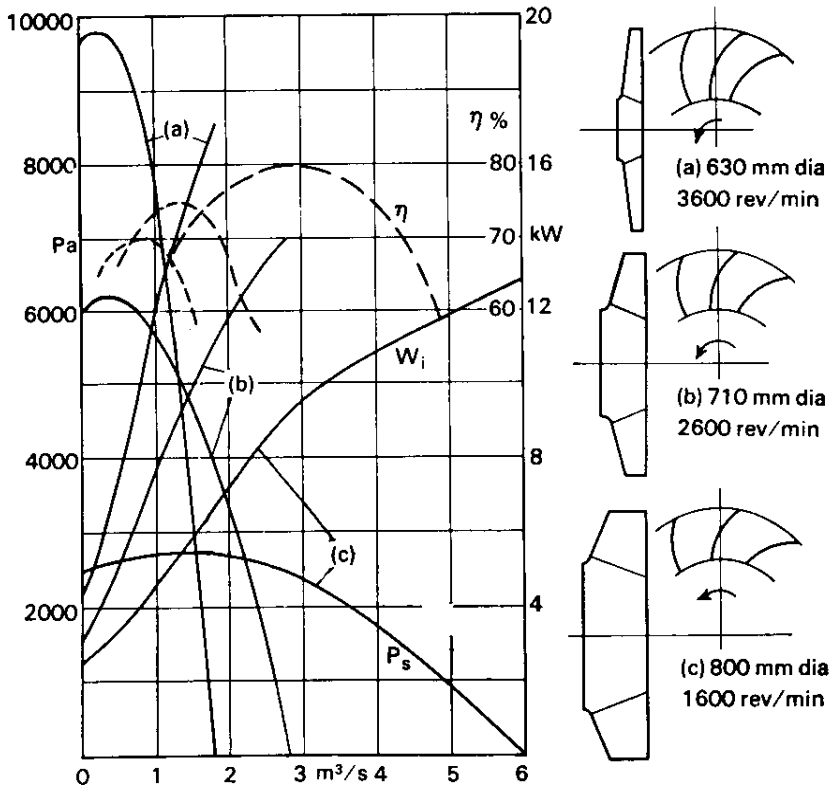 10000
8000
Pa
6000
4000
2000
0
0
1
2
3
m³/s
4
5
6
20
η %
80
16
70
kW
60
12
8
4
(a)
(b)
(c)
η
W i
P s
(a) 630 mm dia
3600 rev/min
(b) 710 mm dia
2600 rev/min
(c) 800 mm dia
1600 rev/min